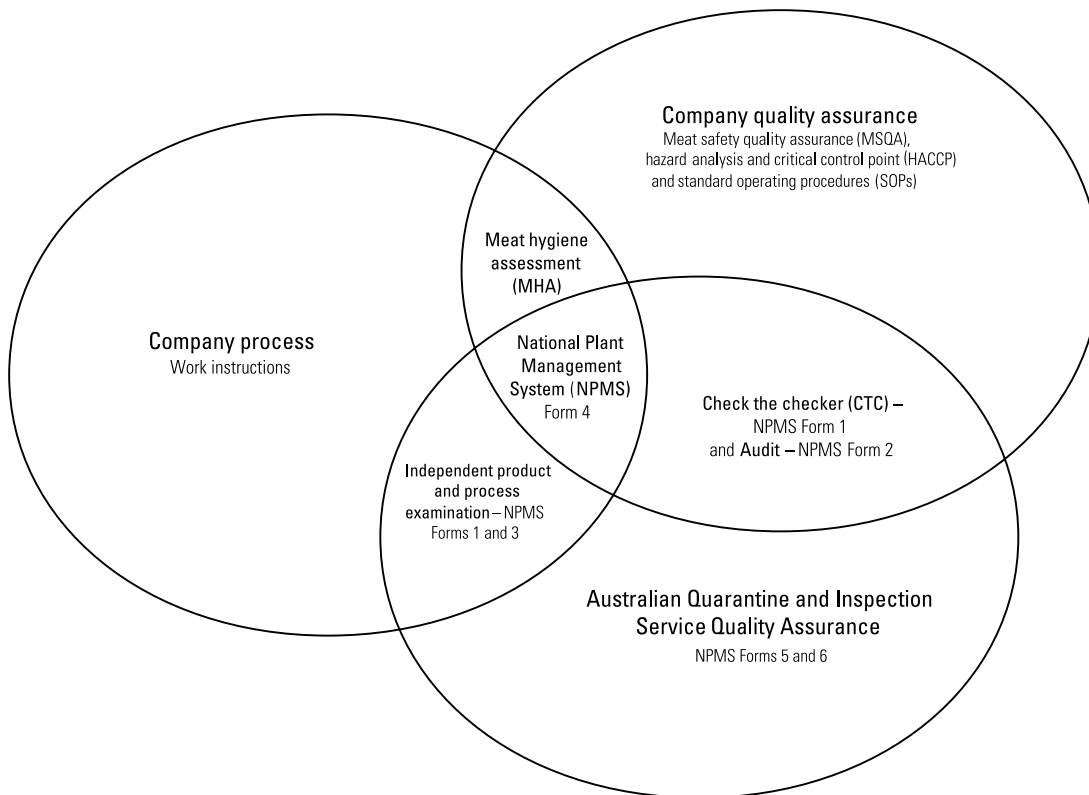 Company quality assurance
Meat safety quality assurance (MSQA),
hazard analysis and critical control point (HACCP)
and standard operating procedures (SOPs)
Meat hygiene
assessment
(MHA)
Company process
Work instructions
National Plant
Management
System (NPMS)
Form 4
Check the checker (CTC) –
NPMS Form 1
and Audit – NPMS Form 2
Independent product
and process
examination – NPMS
Forms 1 and 3
Australian Quarantine and Inspection
Service Quality Assurance
NPMS Forms 5 and 6